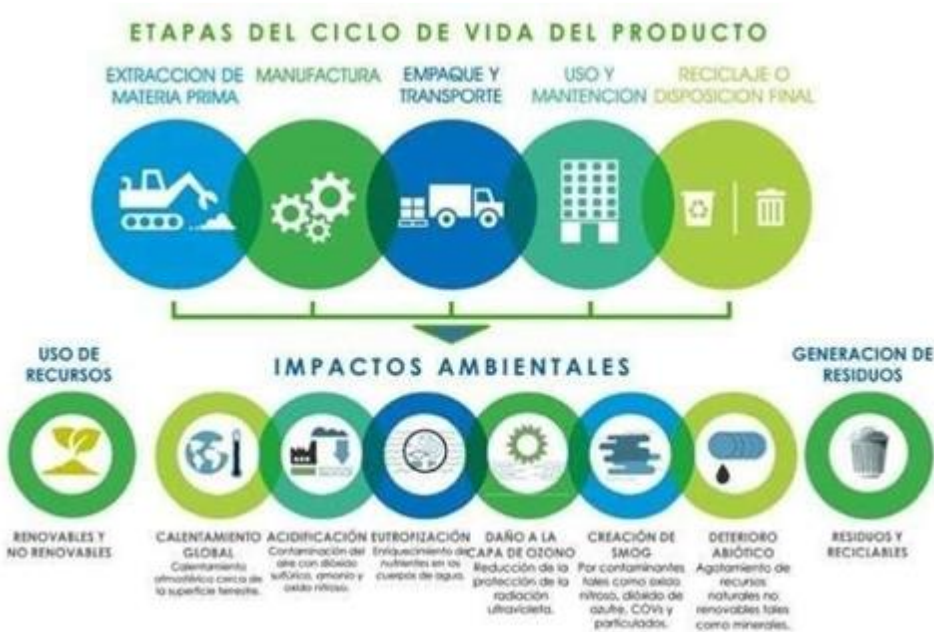 ETAPAS DEL CICLO DE VIDA DEL PRODUCTO
EXTRACCION DE
MATERIA PRIMA
MANUFACTURA
EMPAQUE Y
TRANSPORTE
USO Y
MANTENCION
RECICLAJE O
DISPOSICION FINAL
IMPACTOS AMBIENTALES
USO DE
RECURSOS
RENOVABLES Y
NO RENOVABLES
CALENTAMIENTO
GLOBAL
Calentamiento
atmosférico cerca de
la superficie terrestre.
ACIDIFICACIÓN
Contaminación del
aire con dióxido
sulfúrico, amonio y
oxido nitroso.
EUTROFIZACIÓN
Enriquecimiento de
nutrientes en los
cuerpos de agua.
DAÑO A LA
CAPA DE OZONO
Reducción de la
protección de la
radiación
ultravioleta.
CREACIÓN DE
SMOG
Por contaminantes
tales como oxido
nitroso, dióxido de
azufre, COVs y
particulados.
DETERIORO
ABIÓTICO
Agotamiento de
recursos
naturales no
renovables tales
como minerales.
GENERACION DE
RESIDUOS
RESIDUOS Y
RECICLABLES